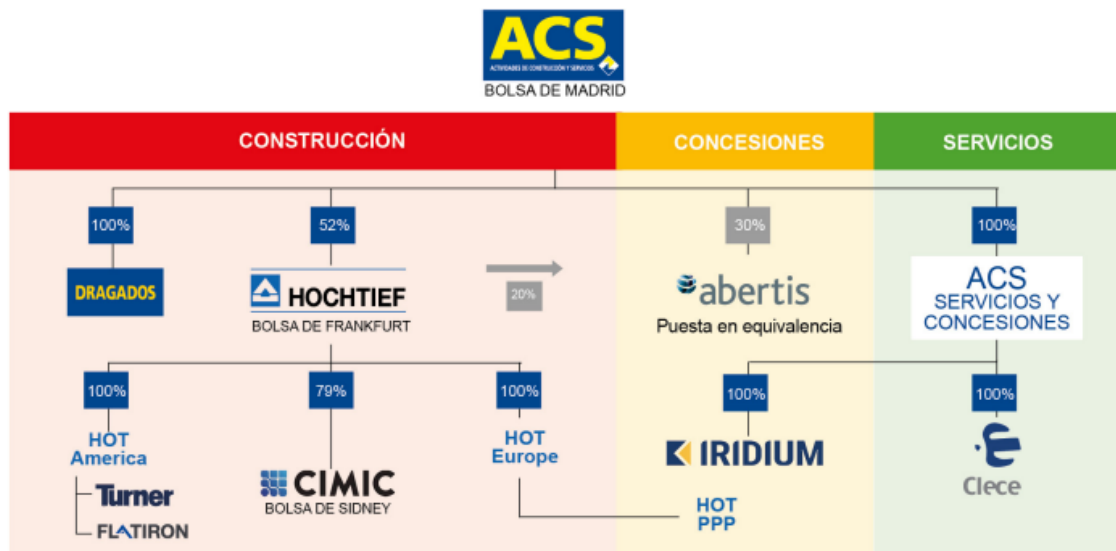 ACS
ACTIVIDADES DE CONSTRUCCIÓN Y SERVICIOS
BOLSA DE MADRID
CONSTRUCCIÓN
CONCESIONES
SERVICIOS
100%
52%
30%
100%
DRAGADOS
HOCHTIEF
BOLSA DE FRANKFURT
20%
abertis
Puesta en equivalencia
ACS
SERVICIOS Y
CONCESIONES
100%
79%
100%
100%
100%
HOT
America
Turner
FLATIRON
CIMIC
BOLSA DE SIDNEY
HOT
Europe
IRIDIUM
HOT
PPP
Clece